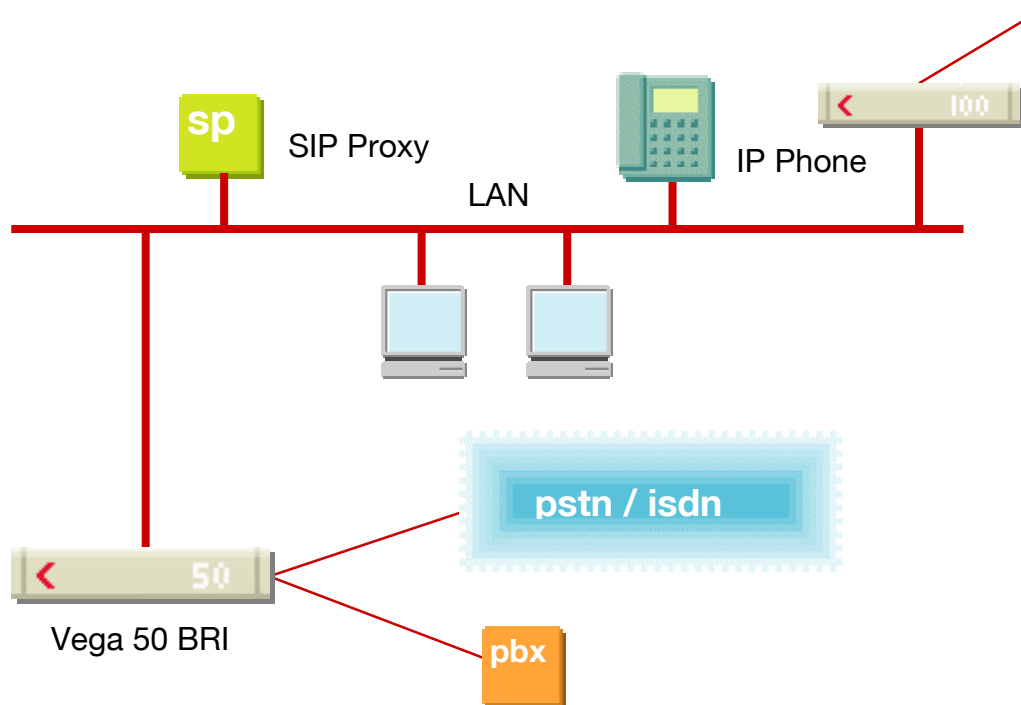 sp
SIP Proxy
LAN
IP Phone
100
pstn / isdn
50
Vega 50 BRI
pbx